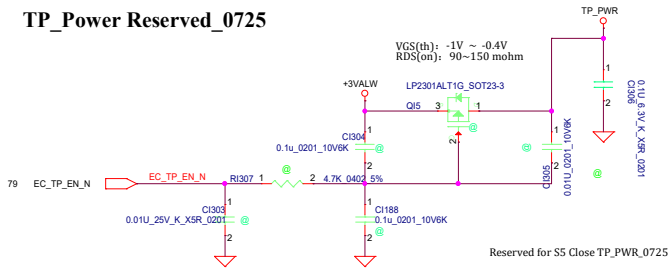 TP_Power Reserved_0725
TP_PWR
VGS(th): -1V ~ -0.4V
RDS(on): 90~150 mohm
+3VALW
LP2301ALT1G_SOT23-3
QI5 3 1
@
2
1
CI304
0.1u_0201_10V6K
@
2
1
CI305
0.01U_0201_10V6K
@
2
1
CI306
0.1U_6.3V_K_X5R_0201
2
@
79 EC_TP_EN_N EC_TP_EN_N RI307 1 2 4.7K_0402_5%
@
1
CI303
0.01U_25V_K_X5R_0201
@
2
1
CI188
0.1u_0201_10V6K
@
2
Reserved for S5 Close TP_PWR_0725